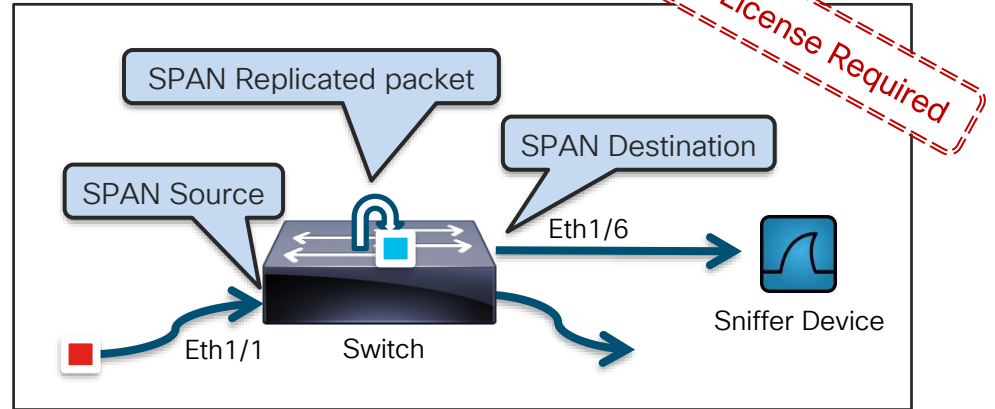 License Required
SPAN Replicated packet
SPAN Destination
SPAN Source
Eth1/6
Sniffer Device
Eth1/1
Switch